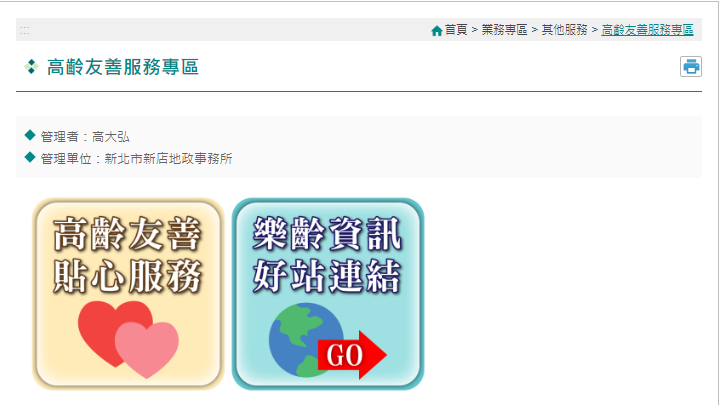 :::
首頁 > 業務專區 > 其他服務 > 高齡友善服務專區
高齡友善服務專區
管理者：高大弘
管理單位：新北市新店地政事務所
高齡友善
貼心服務
樂齡資訊
好站連結
GO